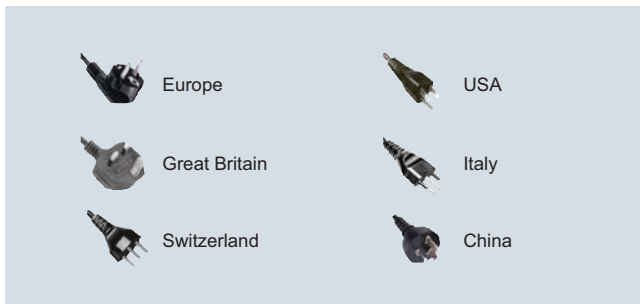 Europe
USA
Great Britain
Italy
Switzerland
China